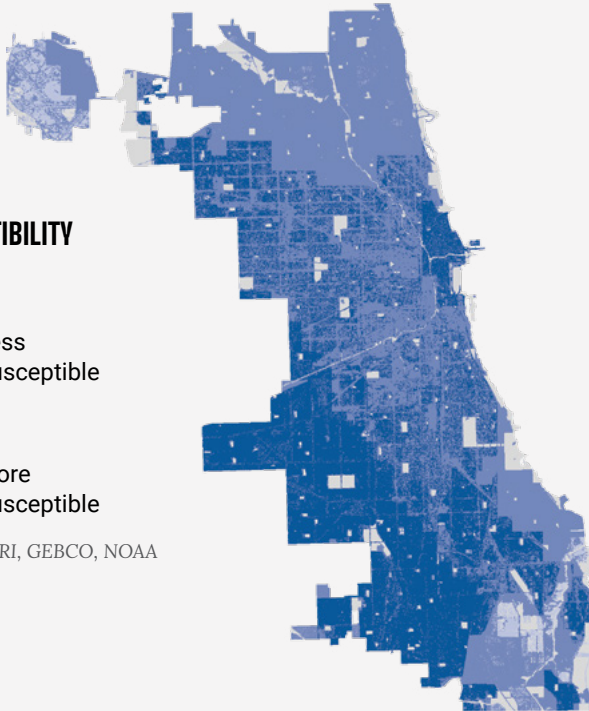 TIBILITY
ss
usceptible
ore
usceptible
RI, GEBCO, NOAA